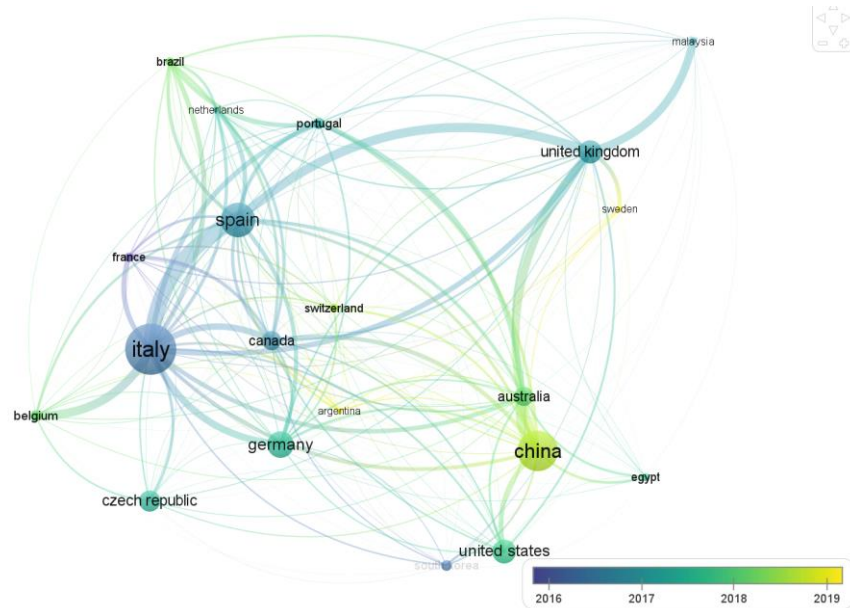 malaysia
brazil
netherlands
portugal
united kingdom
sweden
spain
france
switzerland
canada
italy
australia
argentina
belgium
germany
china
egypt
czech republic
united states
south korea
2016 2017 2018 2019